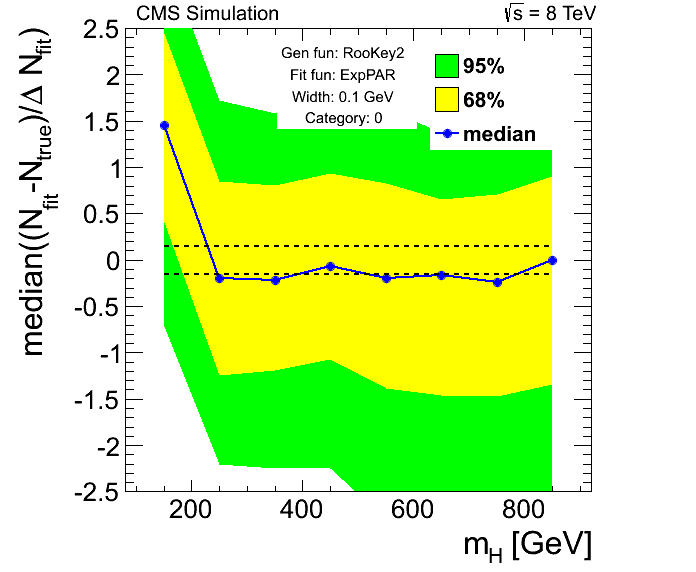 CMS Simulation
√s = 8 TeV
Gen fun: RooKey2
Fit fun: ExpPAR
Width: 0.1 GeV
Category: 0
95%
68%
median
median((N_fit-N_true)/Δ N_fit)
2.5
2
1.5
1
0.5
0
-0.5
-1
-1.5
-2
-2.5
200 400 600 800
m_H [GeV]